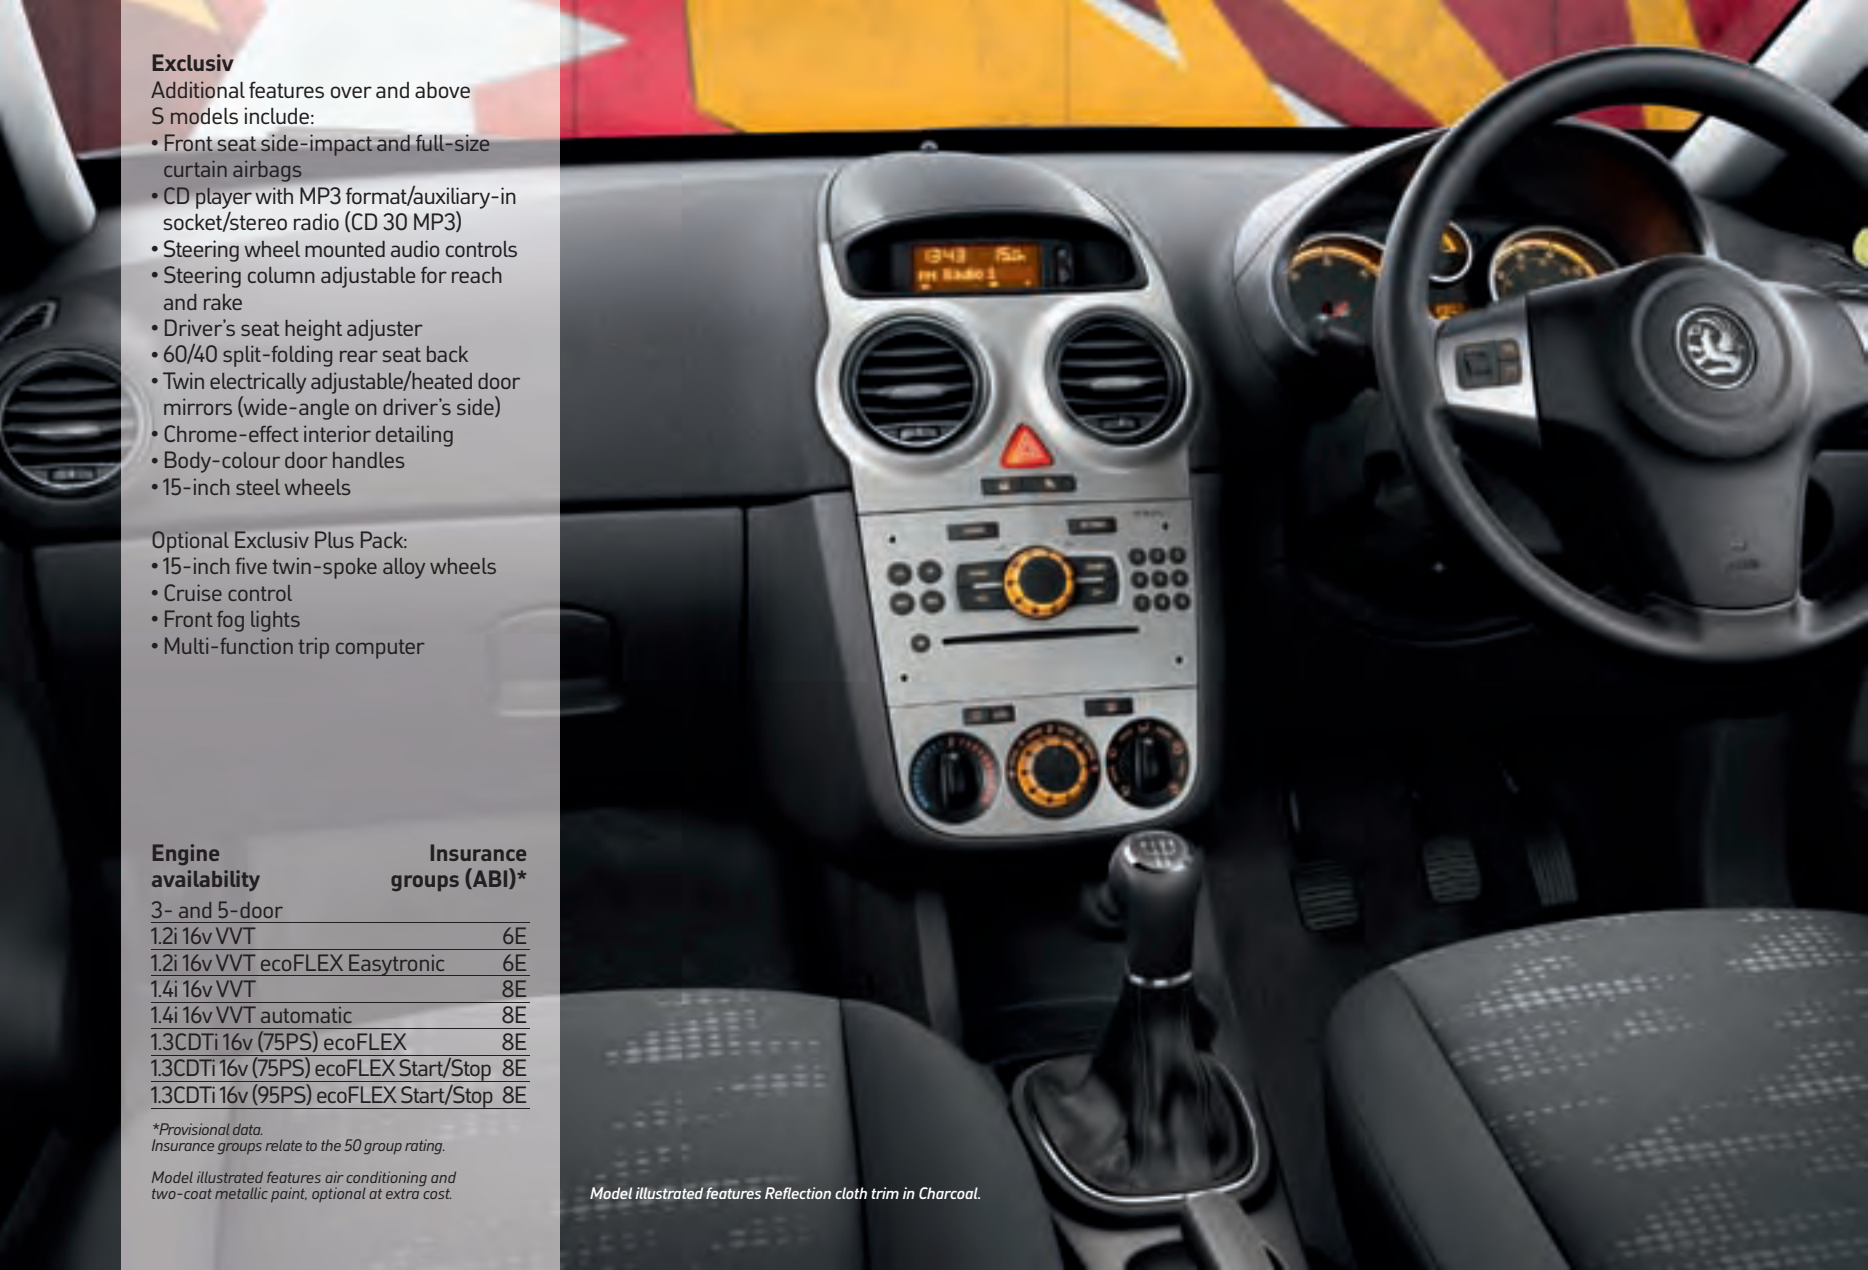 Exclusiv
Additional features over and above
S models include:
• Front seat side-impact and full-size
curtain airbags
• CD player with MP3 format/auxiliary-in
socket/stereo radio (CD 30 MP3)
• Steering wheel mounted audio controls
• Steering column adjustable for reach
and rake
• Driver's seat height adjuster
• 60/40 split-folding rear seat back
• Twin electrically adjustable/heated door
mirrors (wide-angle on driver's side)
• Chrome-effect interior detailing
• Body-colour door handles
• 15-inch steel wheels
Optional Exclusiv Plus Pack:
• 15-inch five twin-spoke alloy wheels
• Cruise control
• Front fog lights
• Multi-function trip computer
Engine Insurance
availability groups (ABI)*
3- and 5-door
1.2i 16v VVT 6E
1.2i 16v VVT ecoFLEX Easytronic 6E
1.4i 16v VVT 8E
1.4i 16v VVT automatic 8E
1.3CDTi 16v (75PS) ecoFLEX 8E
1.3CDTi 16v (75PS) ecoFLEX Start/Stop 8E
1.3CDTi 16v (95PS) ecoFLEX Start/Stop 8E
*Provisional data.
Insurance groups relate to the 50 group rating.
Model illustrated features air conditioning and
two-coat metallic paint, optional at extra cost.
Model illustrated features Reflection cloth trim in Charcoal.
13:43
FM Radio 1